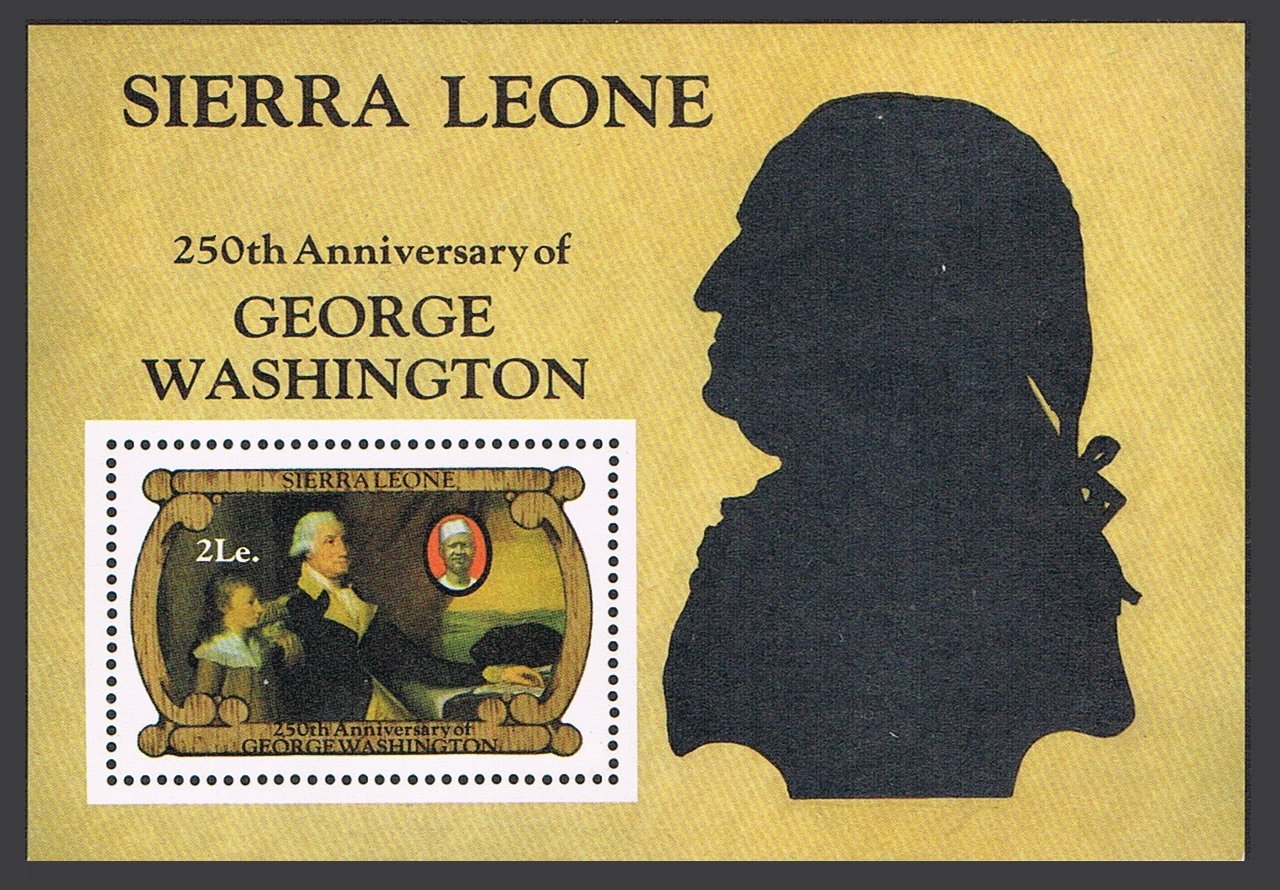 SIERRA LEONE
250th Anniversary of
GEORGE
WASHINGTON
SIERRA LEONE
2Le.
250th Anniversary of
GEORGE WASHINGTON